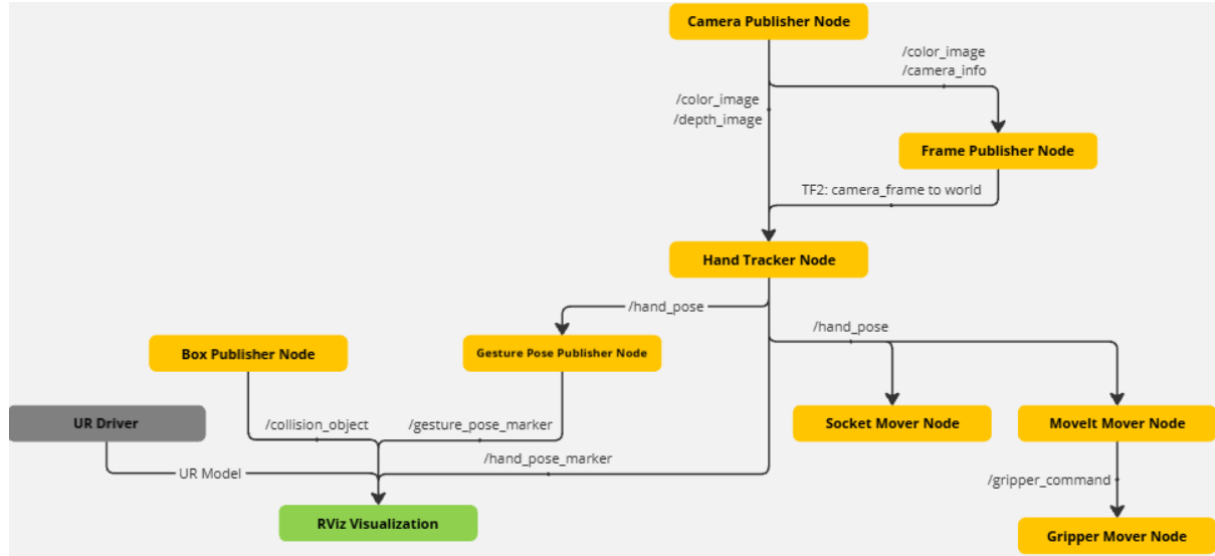 Camera Publisher Node
/color_image
/camera_info
/color_image
/depth_image
Frame Publisher Node
TF2: camera_frame to world
Hand Tracker Node
/hand_pose
/hand_pose
Box Publisher Node
Gesture Pose Publisher Node
UR Driver
/collision_object
/gesture_pose_marker
Socket Mover Node
MoveIt Mover Node
UR Model
/hand_pose_marker
/gripper_command
RViz Visualization
Gripper Mover Node